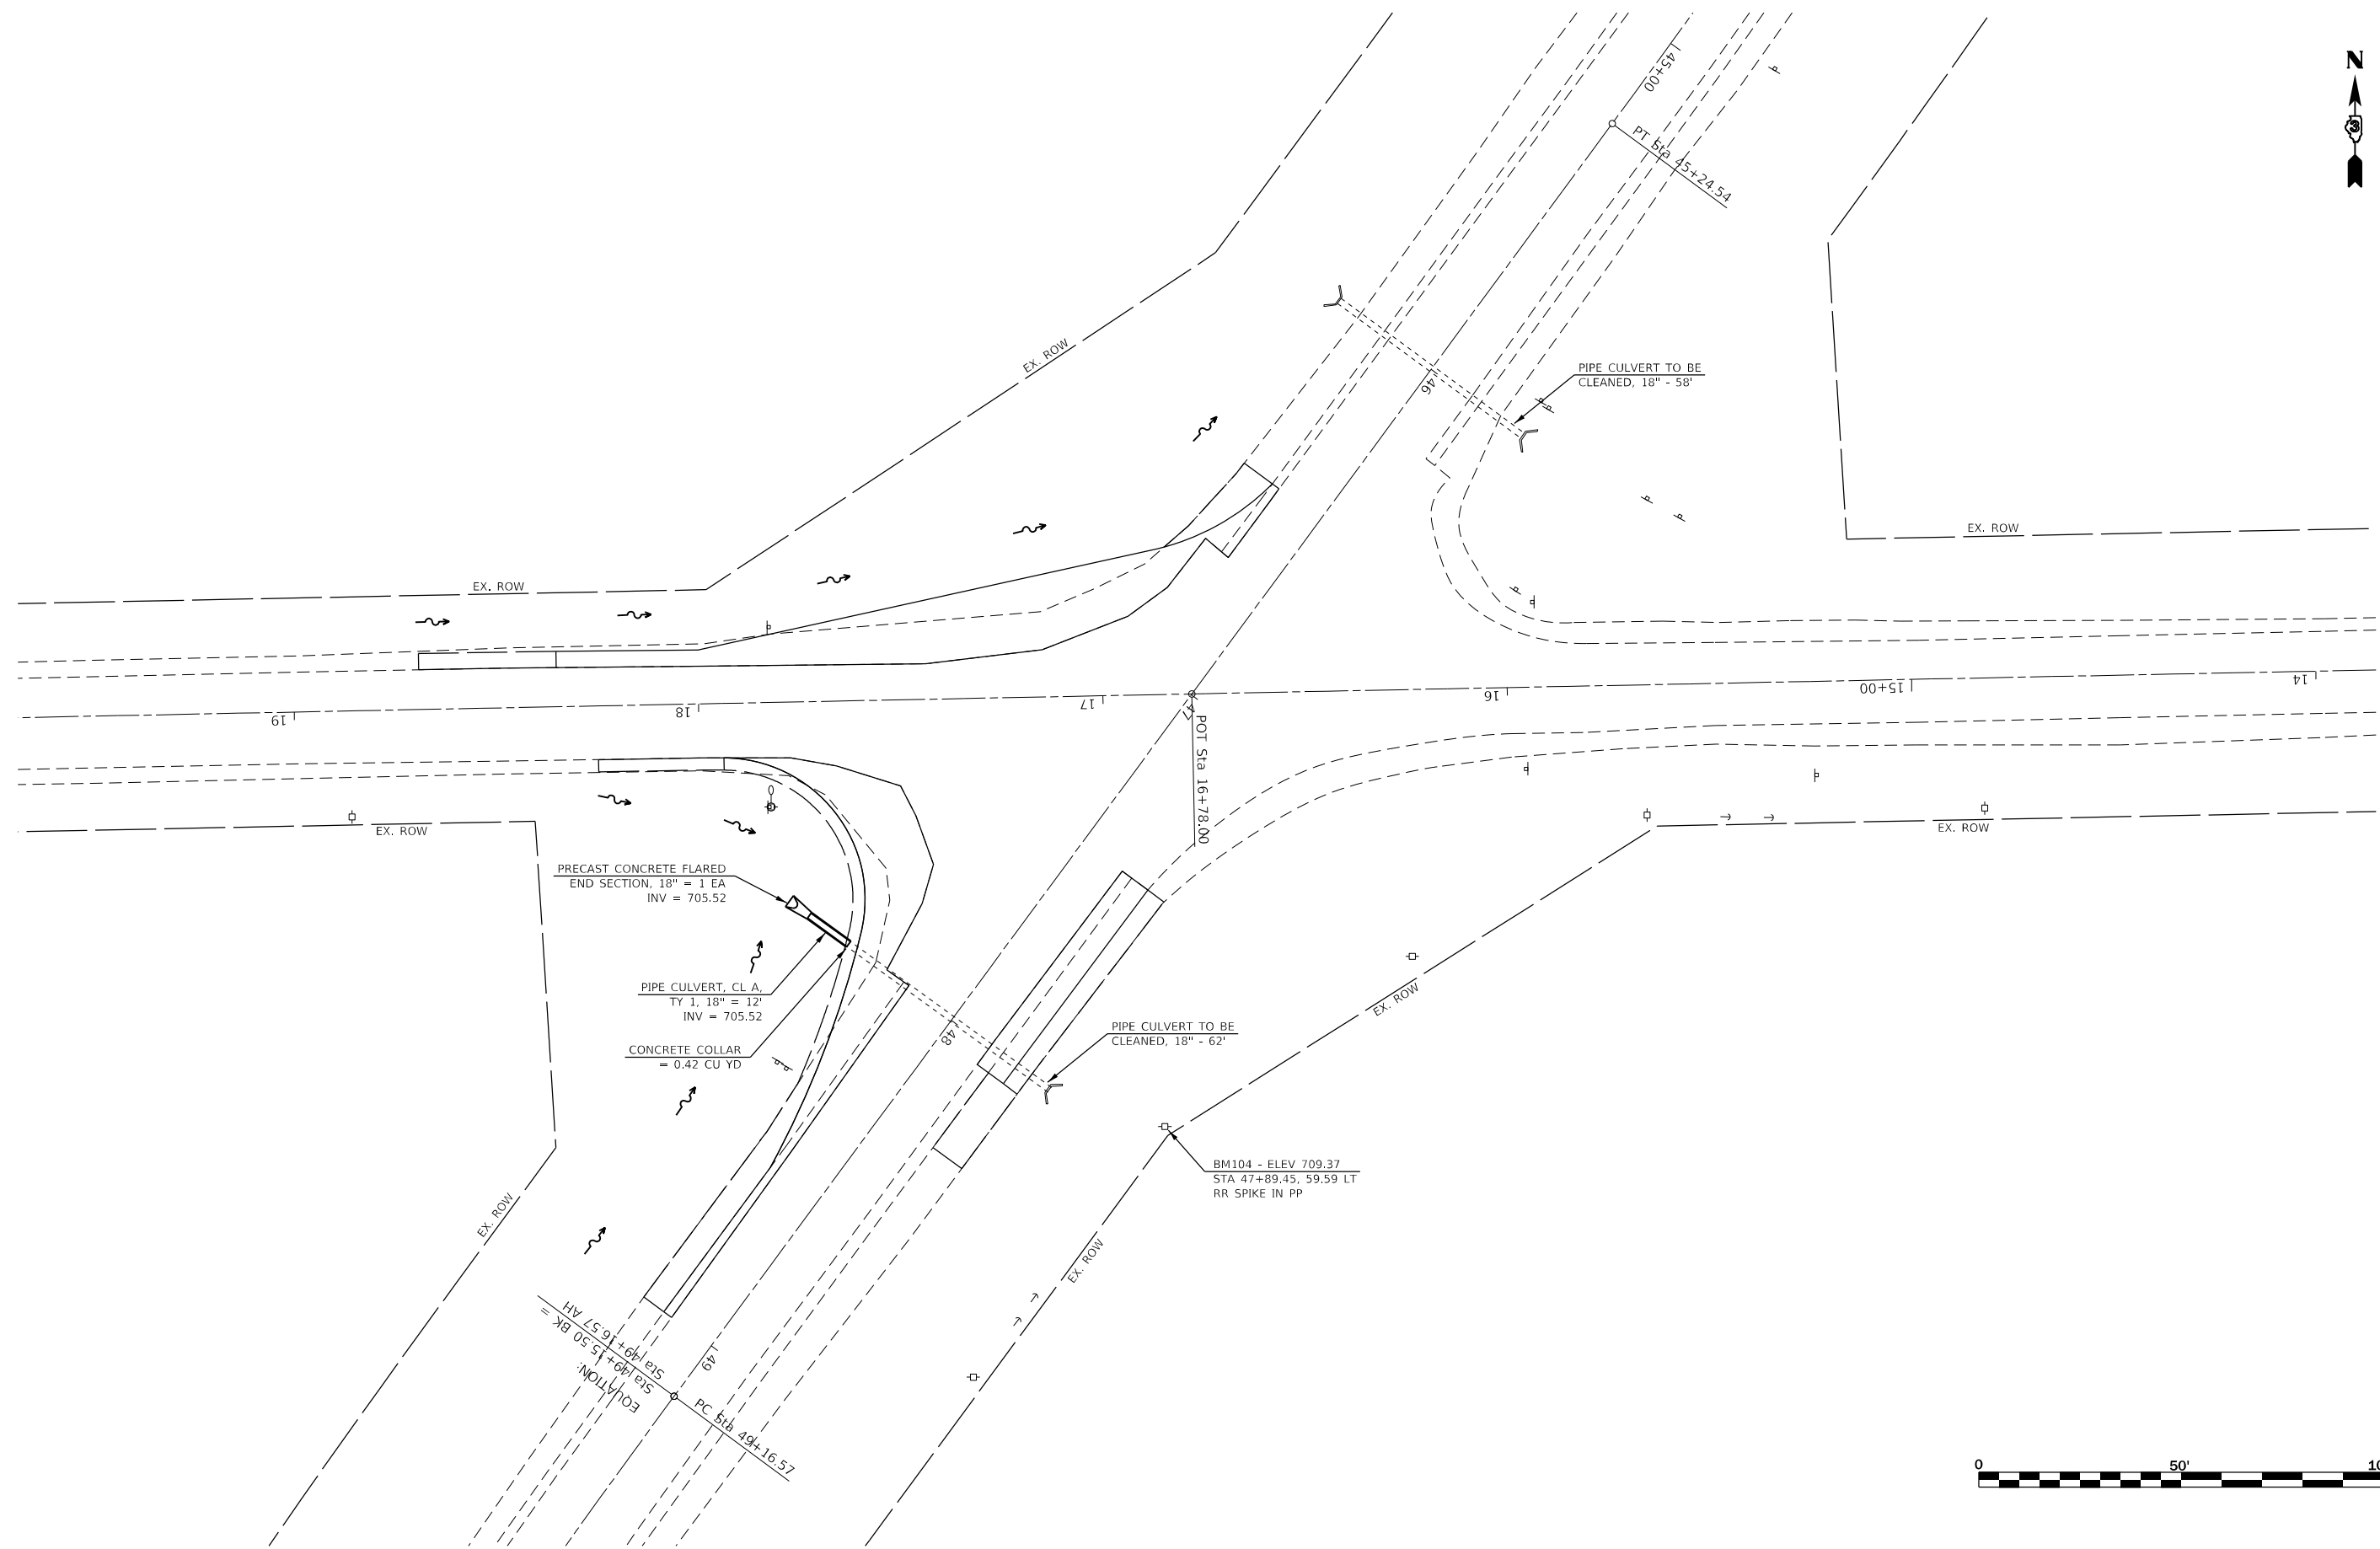 N
3
45+00
PT Sta 45+24.54
PIPE CULVERT TO BE
CLEANED, 18" - 58'
46
EX. ROW
EX. ROW
EX. ROW
19
18
17
16
15+00
14
47
POT Sta 16+78.00
EX. ROW
EX. ROW
PRECAST CONCRETE FLARED
END SECTION, 18" = 1 EA
INV = 705.52
PIPE CULVERT, CL A,
TY 1, 18" = 12'
INV = 705.52
CONCRETE COLLAR
= 0.42 CU YD
48
PIPE CULVERT TO BE
CLEANED, 18" - 62'
EX. ROW
BM104 - ELEV 709.37
STA 47+89.45, 59.59 LT
RR SPIKE IN PP
EX. ROW
EX. ROW
EQUATION:
Sta 49+15.50 BK =
Sta 49+16.57 AH
49
PC Sta 49+16.57
0
50'